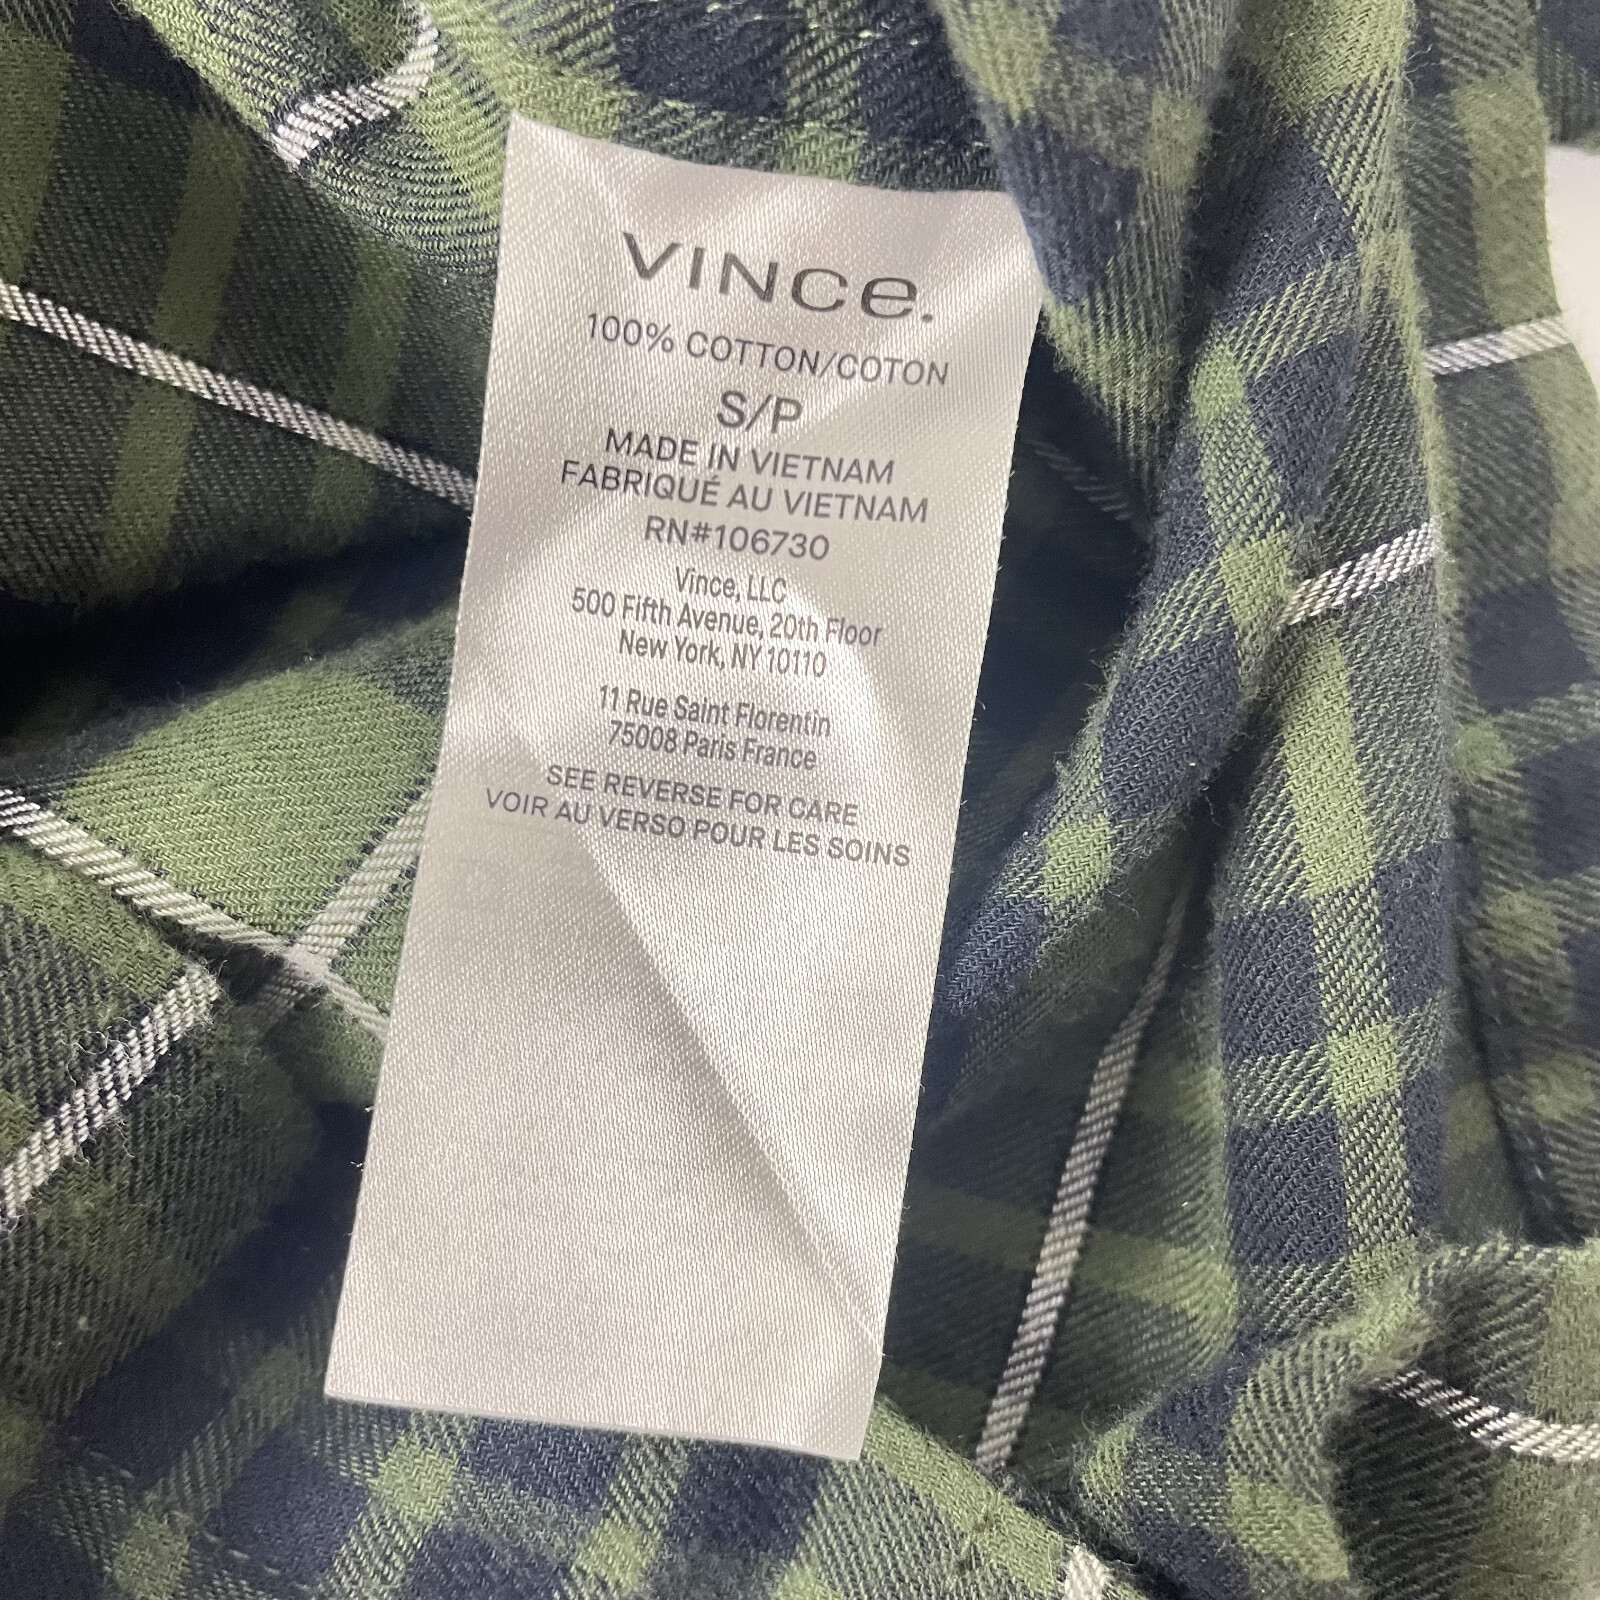 VINCe.
100% COTTON/COTON
S/P
MADE IN VIETNAM
FABRIQUÉ AU VIETNAM
RN#106730
Vince, LLC
500 Fifth Avenue, 20th Floor
New York, NY 10110
11 Rue Saint Florentin
75008 Paris France
SEE REVERSE FOR CARE
VOIR AU VERSO POUR LES SOINS